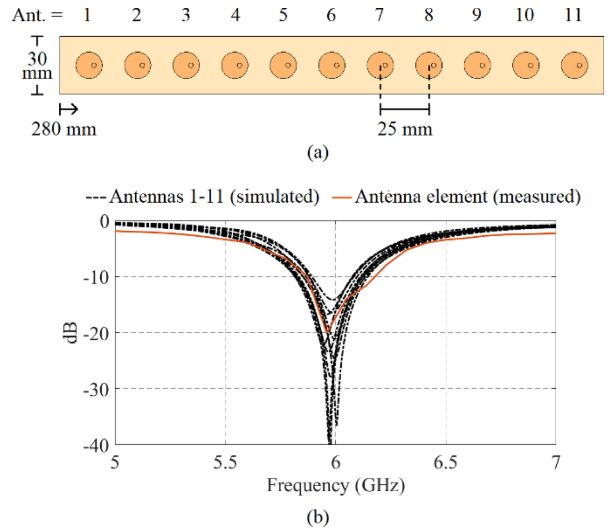 Ant. = 1 2 3 4 5 6 7 8 9 10 11
30
mm
280 mm
25 mm
(a)
Antennas 1-11 (simulated) Antenna element (measured)
0
-10
-20
-30
-40
dB
5 5.5 6 6.5 7
Frequency (GHz)
(b)